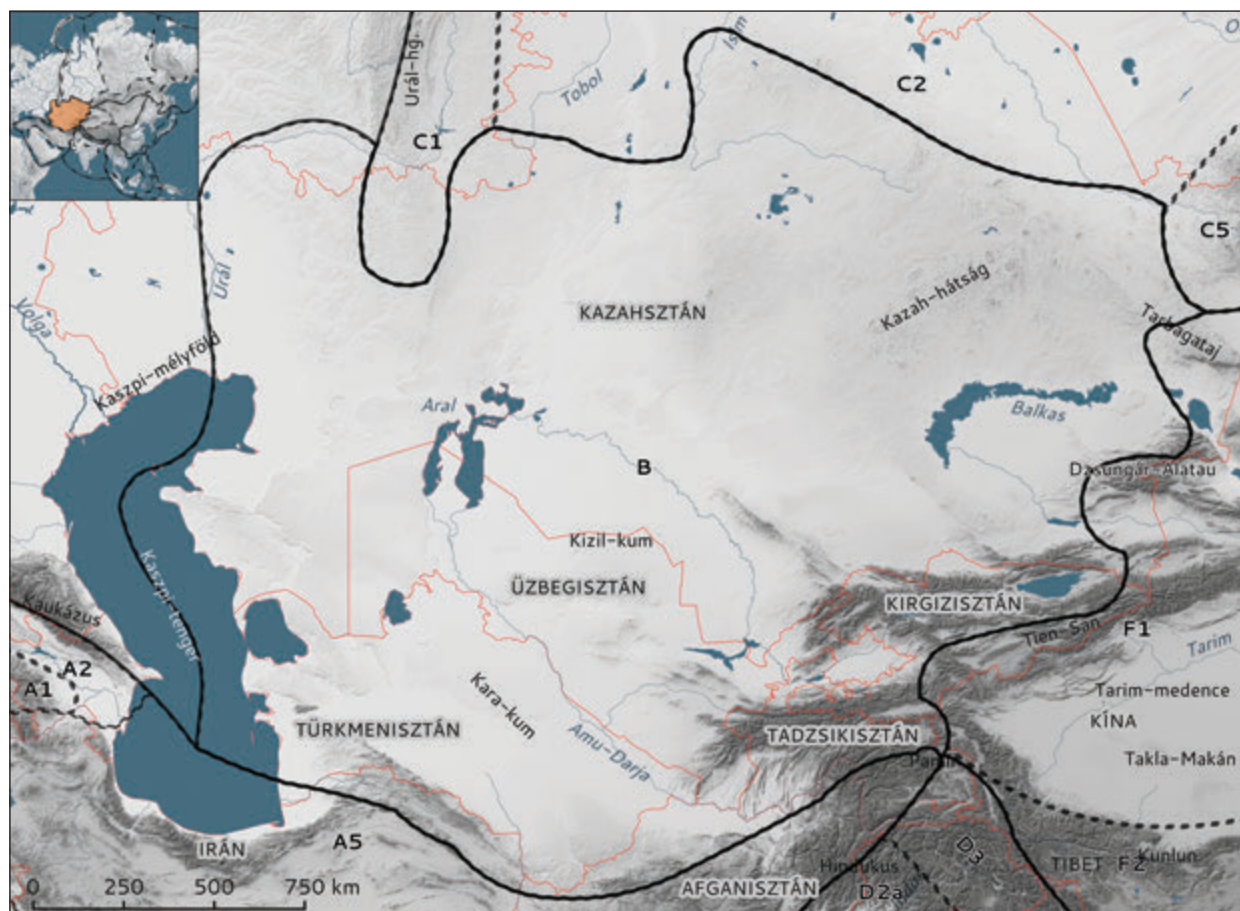 Urál-hg.
Isim
C2
Tobol
C1
C5
Urál
Kazah-hátság
Volga
KAZAHSZTÁN
Tarbagataj
Kaszpi-mélyföld
Aral
Balkas
B
Dzsungár-Alatau
Kizil-kum
ÜZBEGISZTÁN
Kaszpi-tenger
Kaukázus
KIRGIZISZTÁN
Tien-San
F1
Tarim
A2
A1
Kara-kum
Tarim-medence
KÍNA
TÜRKMENISZTÁN
TADZSIKISZTÁN
Amu-Darja
Pamír
Takla-Makán
IRÁN
A5
Hindukus
D3
TIBET
F2
Kunlun
AFGANISZTÁN
D2a
0 250 500 750 km